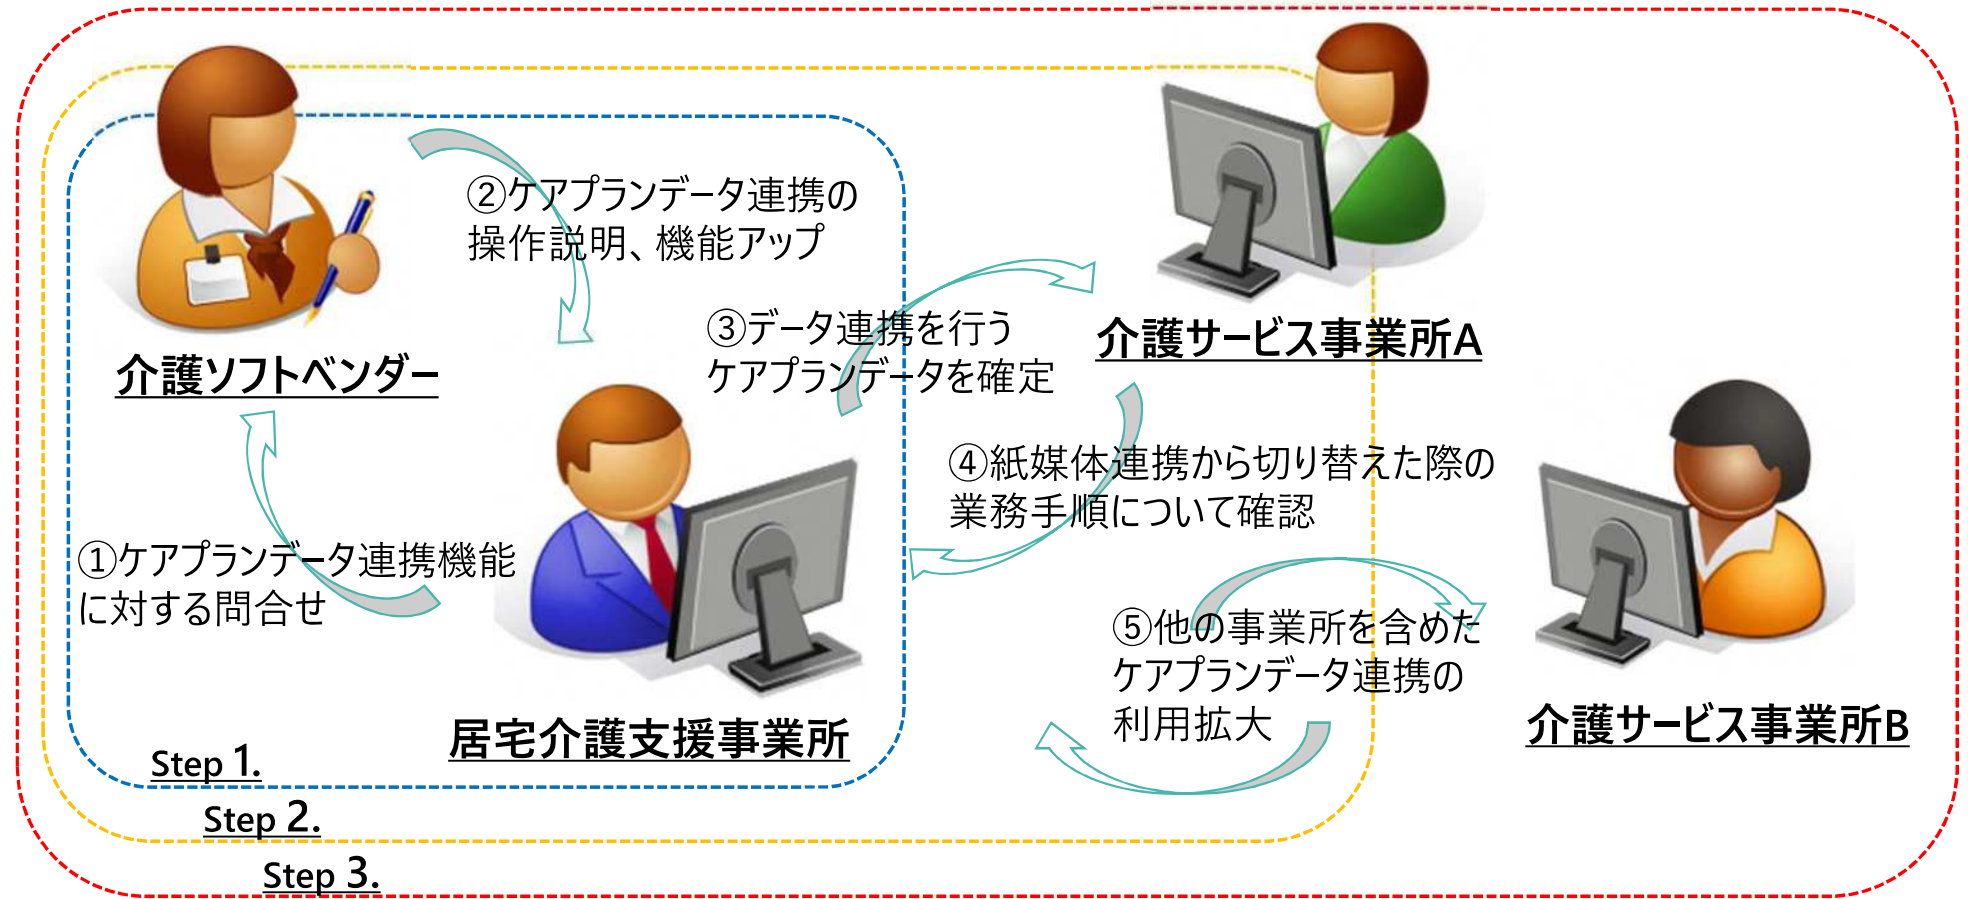 ②ケアプランデータ連携の
操作説明、機能アップ
介護ソフトベンダー
③データ連携を行う
ケアプランデータを確定
介護サービス事業所A
④紙媒体連携から切り替えた際の
業務手順について確認
①ケアプランデータ連携機能
に対する問合せ
⑤他の事業所を含めた
ケアプランデータ連携の
利用拡大
居宅介護支援事業所
介護サービス事業所B
Step 1.
Step 2.
Step 3.